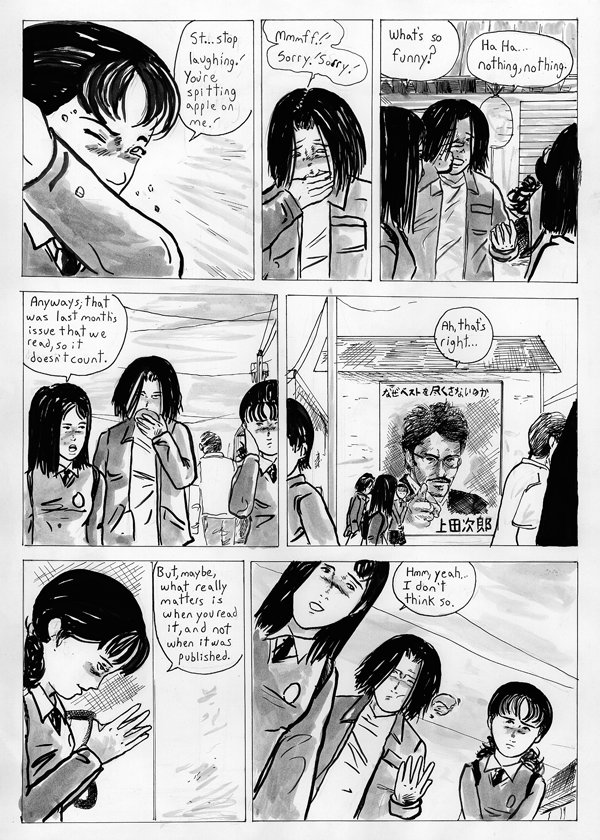 St...stop
laughing!
You're
spitting
apple on
me!
Mmmff!!
Sorry! Sorry!
What's so
funny?
Ha Ha...
nothing, nothing.
Anyways, that
was last month's
issue that we
read, so it
doesn't count.
Ah, that's
right...
なぜベストを尽くさないのか
上田次郎
But, maybe,
what really
matters is
when you read
it, and not
when it was
published.
Hmm, yeah...
I don't
think so.